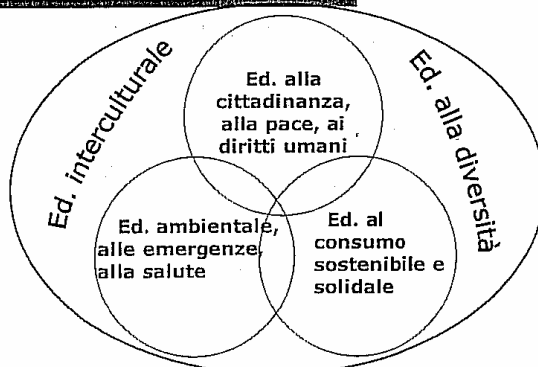 Ed. interculturale
Ed. alla
cittadinanza,
alla pace, ai
diritti umani
Ed. alla diversità
Ed. ambientale,
alle emergenze,
alla salute
Ed. al
consumo
sostenibile e
solidale